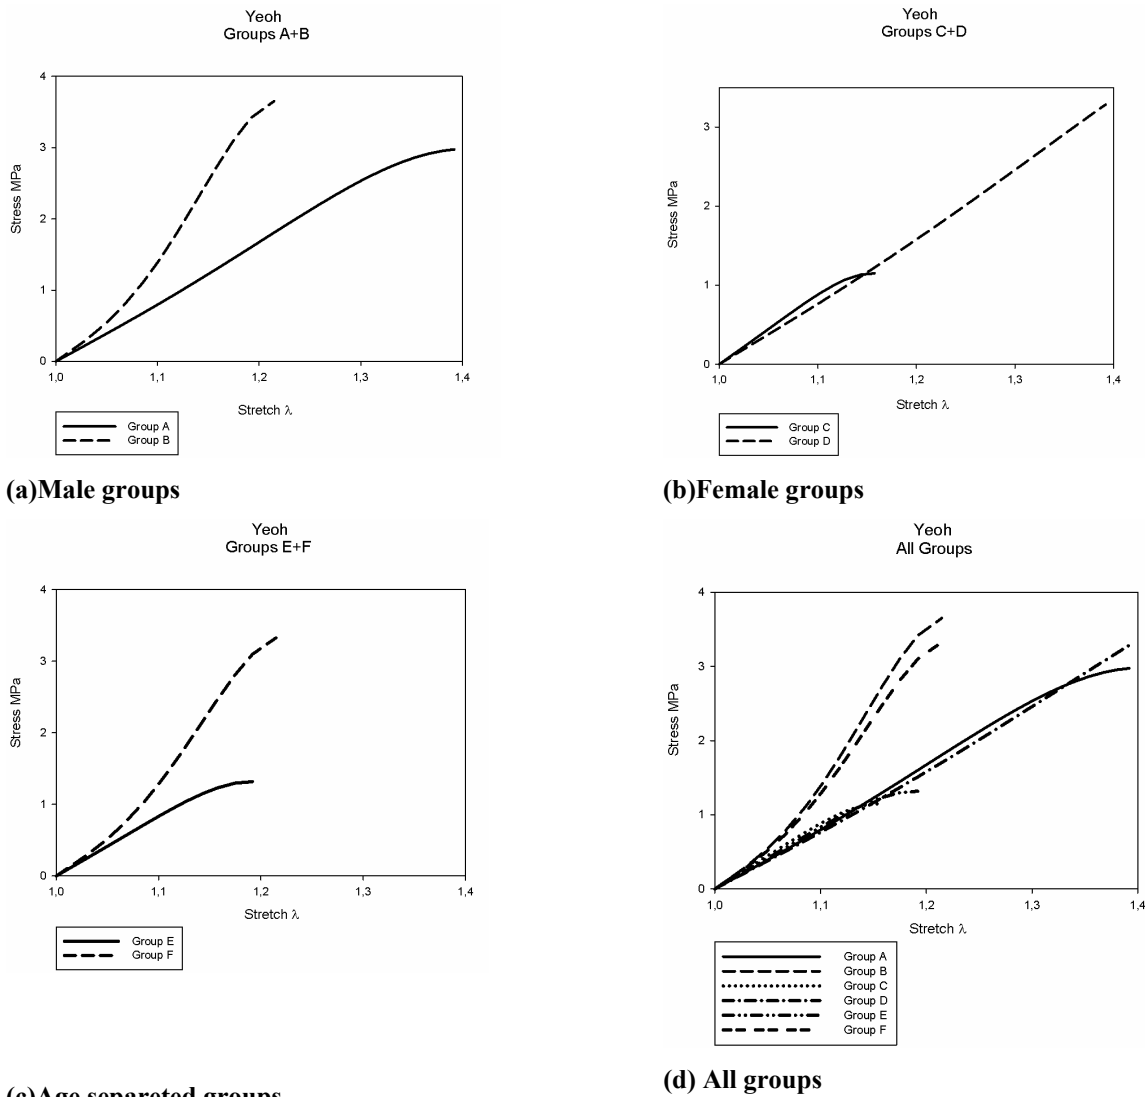 Yeoh
Groups A+B
4
3
2
1
0
Stress MPa
1,0
1,1
1,2
1,3
1,4
Stretch λ
Group A
Group B
(a)Male groups
Yeoh
Groups C+D
3
2
1
0
Stress MPa
1,0
1,1
1,2
1,3
1,4
Stretch λ
Group C
Group D
(b)Female groups
Yeoh
Groups E+F
4
3
2
1
0
Stress MPa
1,0
1,1
1,2
1,3
1,4
Stretch λ
Group E
Group F
(c)Age separeted groups
Yeoh
All Groups
4
3
2
1
0
Stress MPa
1,0
1,1
1,2
1,3
1,4
Stretch λ
Group A
Group B
Group C
Group D
Group E
Group F
(d) All groups